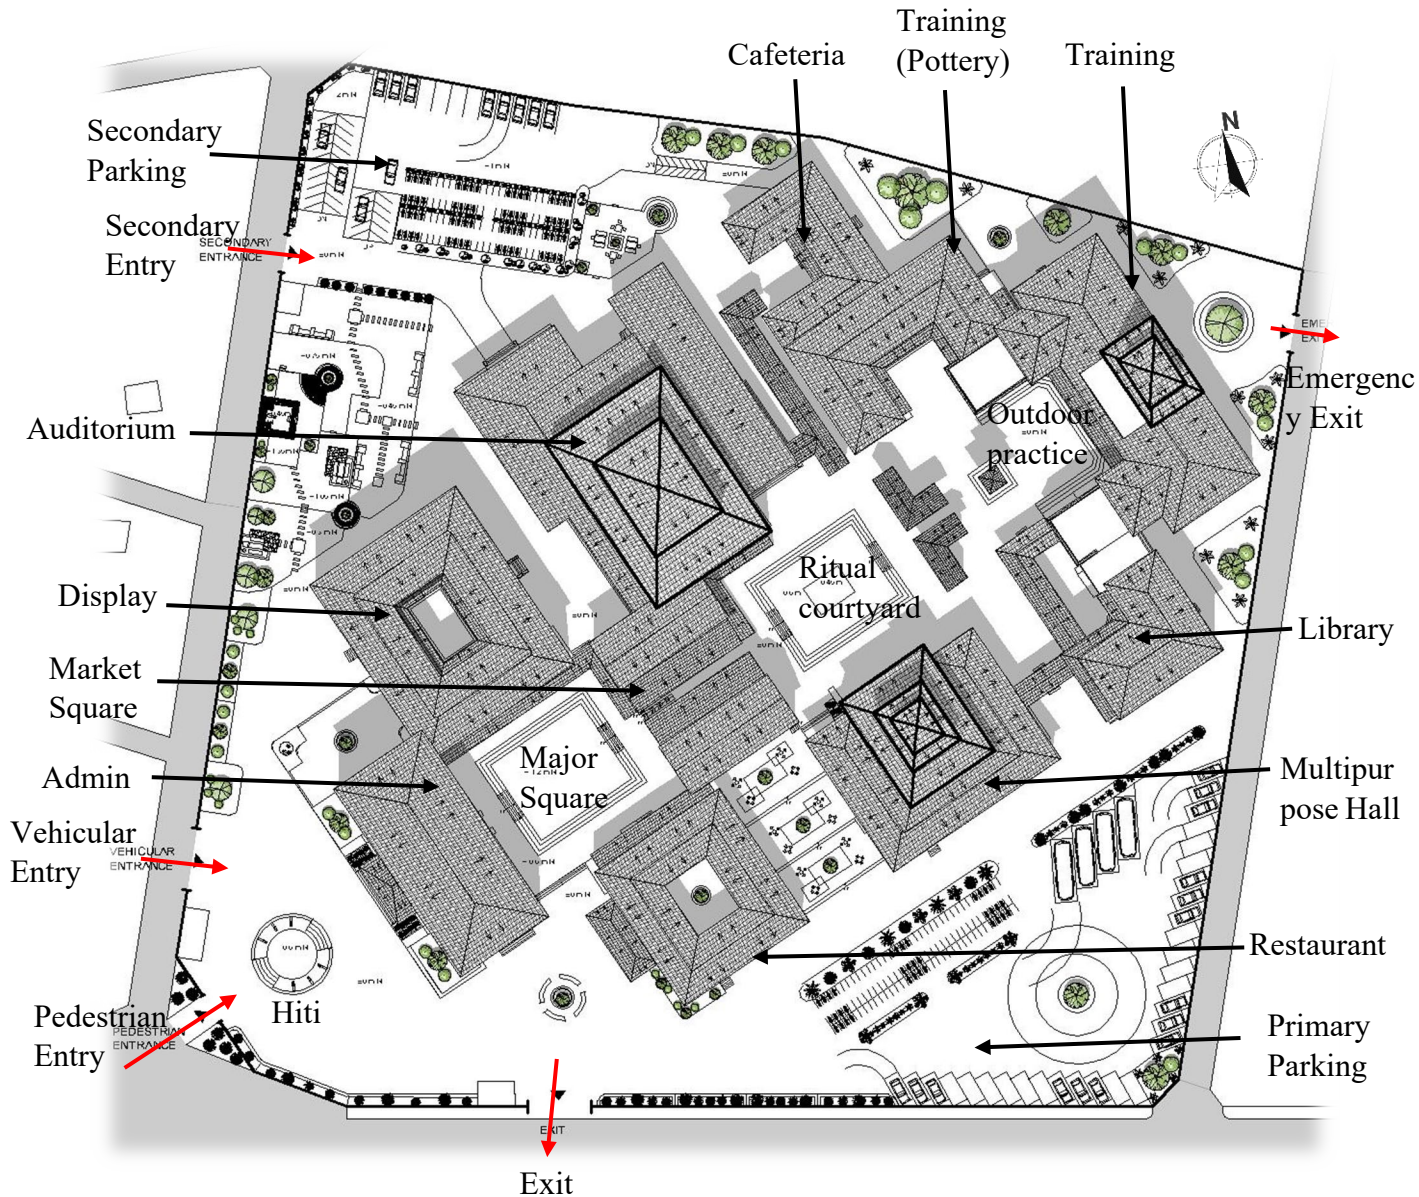 Training
(Pottery)
Cafeteria
Training
N
Secondary
Parking
Secondary
Entry
SECONDARY
ENTRANCE
EME
EXI
Emergenc
y Exit
Auditorium
Outdoor
practice
Ritual
courtyard
Display
Library
Market
Square
Major
Square
Admin
Multipur
pose Hall
Vehicular
Entry
VEHICULAR
ENTRANCE
Restaurant
Hiti
Pedestrian
Entry
PEDESTRIAN
ENTRANCE
Primary
Parking
EXIT
Exit